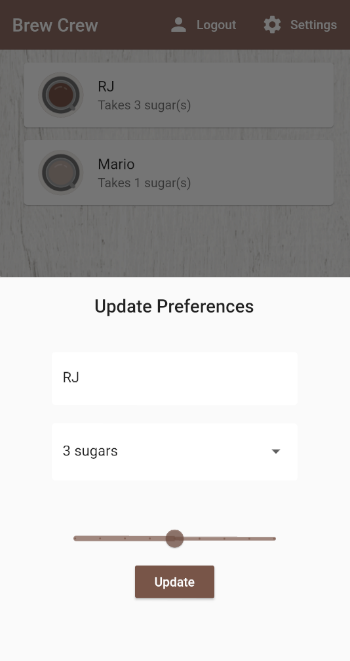 Brew Crew Logout Settings
RJ
Takes 3 sugar(s)
Mario
Takes 1 sugar(s)
Update Preferences
RJ
3 sugars
Update